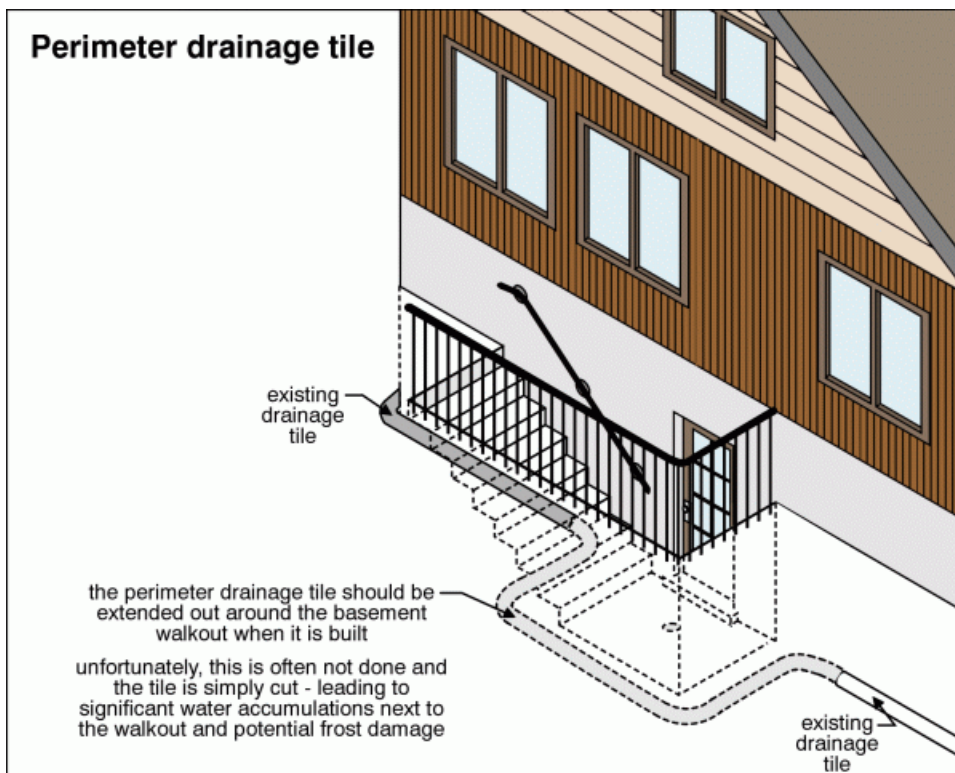 Perimeter drainage tile
existing
drainage
tile
the perimeter drainage tile should be
extended out around the basement
walkout when it is built
unfortunately, this is often not done and
the tile is simply cut - leading to
significant water accumulations next to
the walkout and potential frost damage
existing
drainage
tile